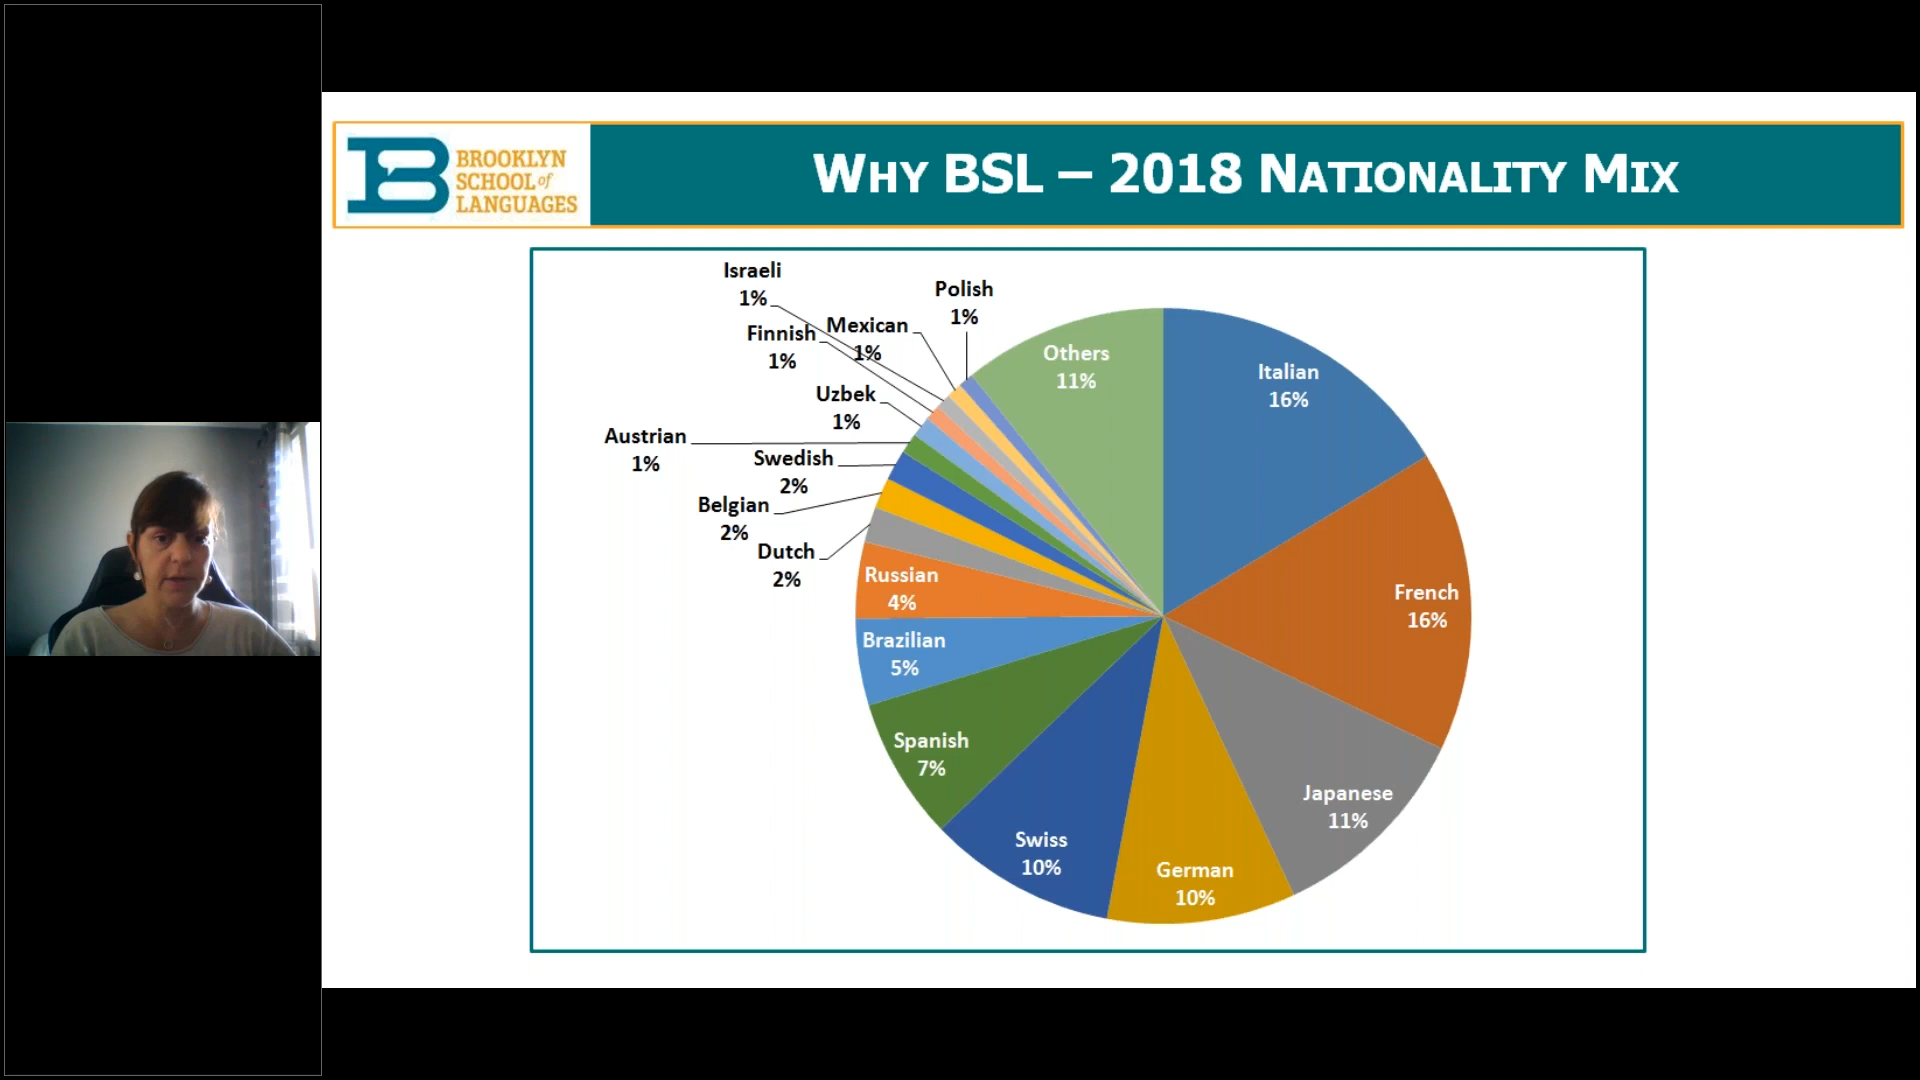 BROOKLYN
SCHOOL of
LANGUAGES
WHY BSL – 2018 NATIONALITY MIX
Israeli
1%
Polish
1%
Finnish
1%
Mexican
1%
Others
11%
Italian
16%
Uzbek
1%
Austrian
1%
Swedish
2%
Belgian
2%
Dutch
2%
Russian
4%
French
16%
Brazilian
5%
Spanish
7%
Japanese
11%
Swiss
10%
German
10%